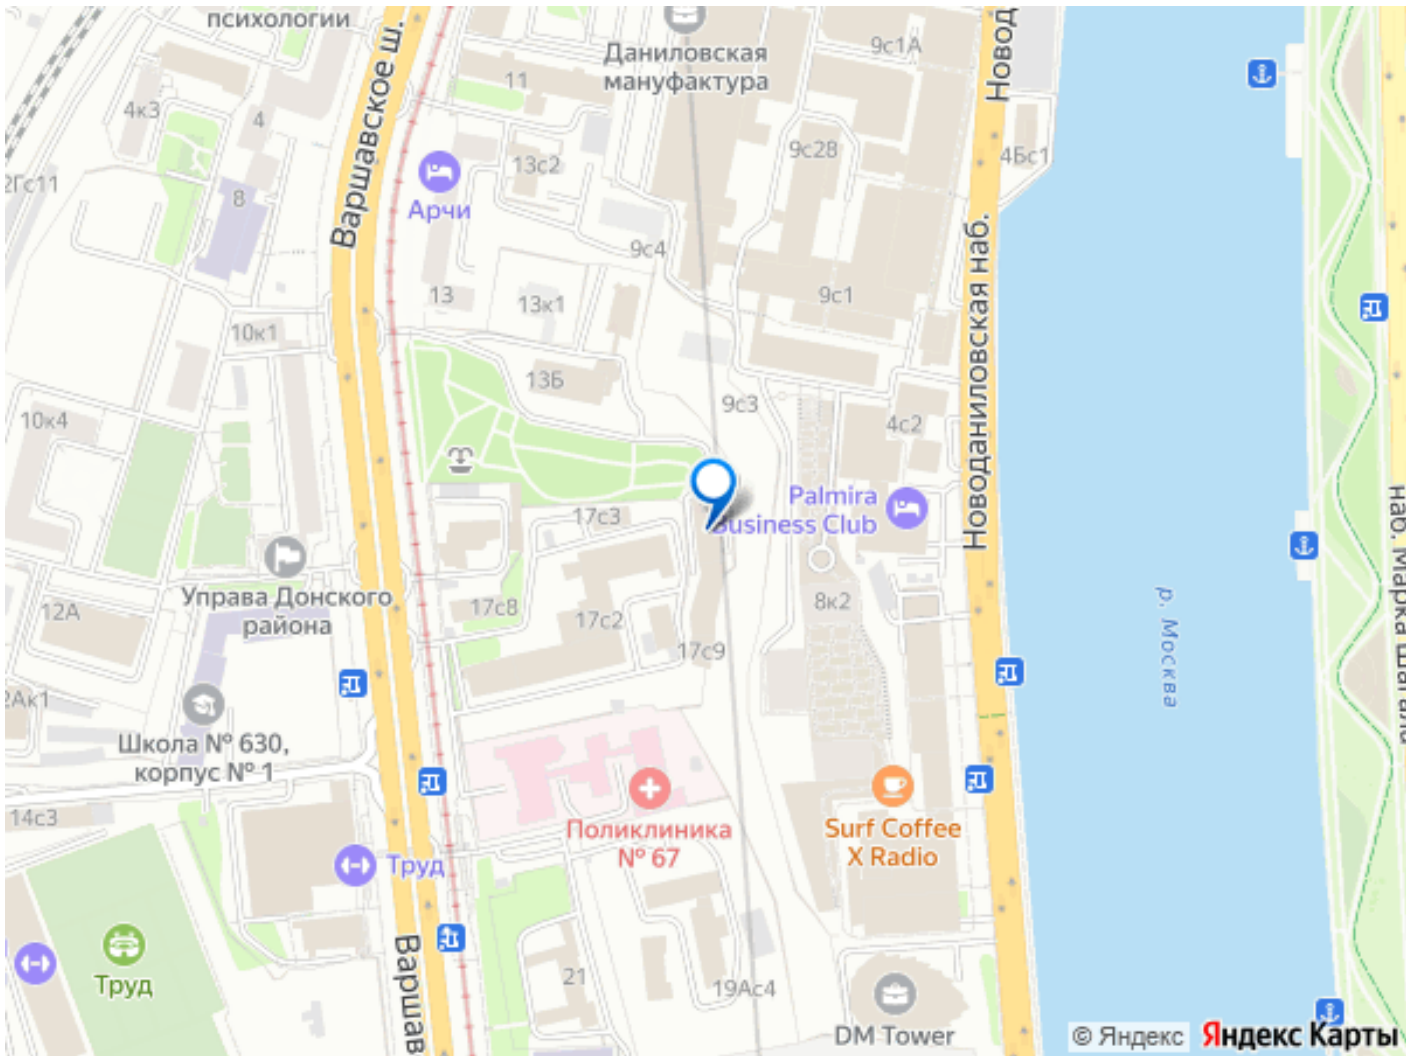 психологии
Варшавское ш.
Даниловская
мануфактура
9с1А
Новод
11
4к3
4
13с2
9с28
4Бс1
2Гс11
8
Арчи
9с4
Новоданиловская наб.
13
13к1
9с1
10к1
13Б
9с3
10к4
4с2
Palmira
Business Club
17с3
наб. Марка Шагала
Управа Донского
района
12А
17с8
17с2
8к2
р. Москва
17с9
2Ак1
Школа № 630,
корпус № 1
14с3
Поликлиника
№ 67
Surf Coffee
X Radio
Труд
Варшав
Труд
21
19Ас4
DM Tower
© Яндекс
Яндекс Карты